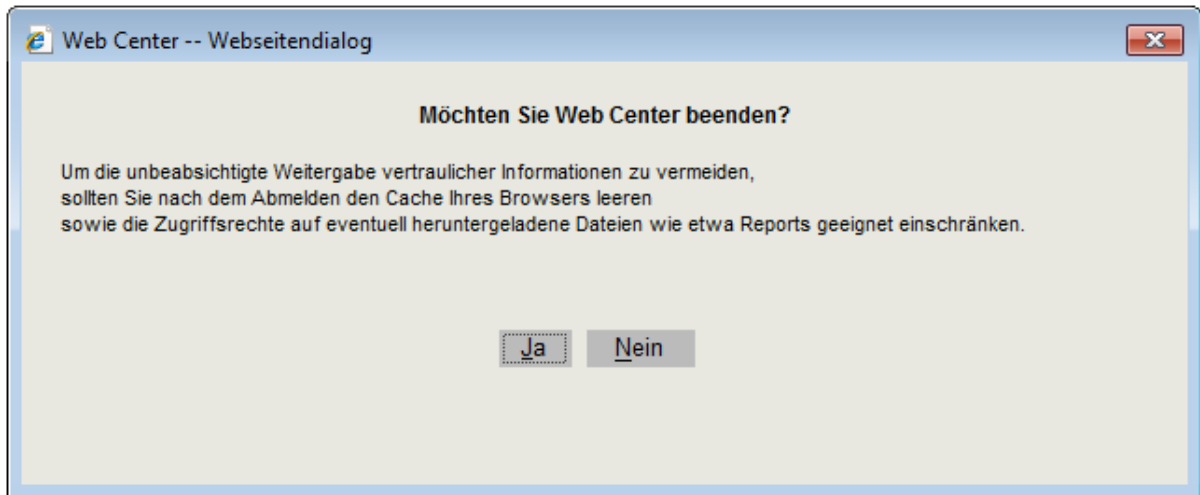 Web Center -- Webseitendialog
Möchten Sie Web Center beenden?
Um die unbeabsichtigte Weitergabe vertraulicher Informationen zu vermeiden,
sollten Sie nach dem Abmelden den Cache Ihres Browsers leeren
sowie die Zugriffsrechte auf eventuell heruntergeladene Dateien wie etwa Reports geeignet einschränken.
Ja Nein